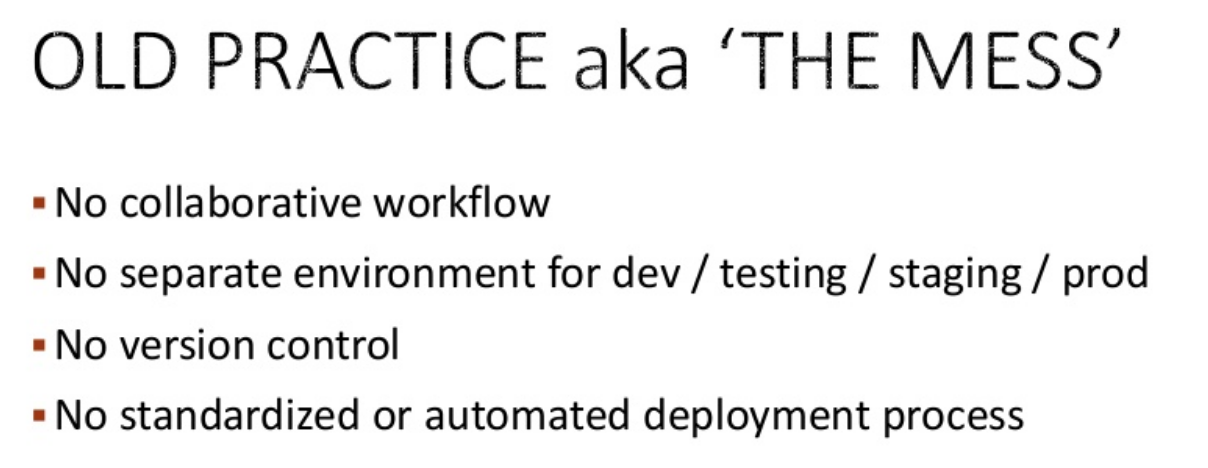 OLD PRACTICE aka ‘THE MESS’
▪ No collaborative workflow
▪ No separate environment for dev / testing / staging / prod
▪ No version control
▪ No standardized or automated deployment process